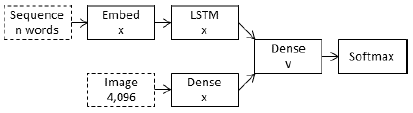 Sequence
n words
Embed
x
LSTM
x
Image
4,096
Dense
x
Dense
v
Softmax